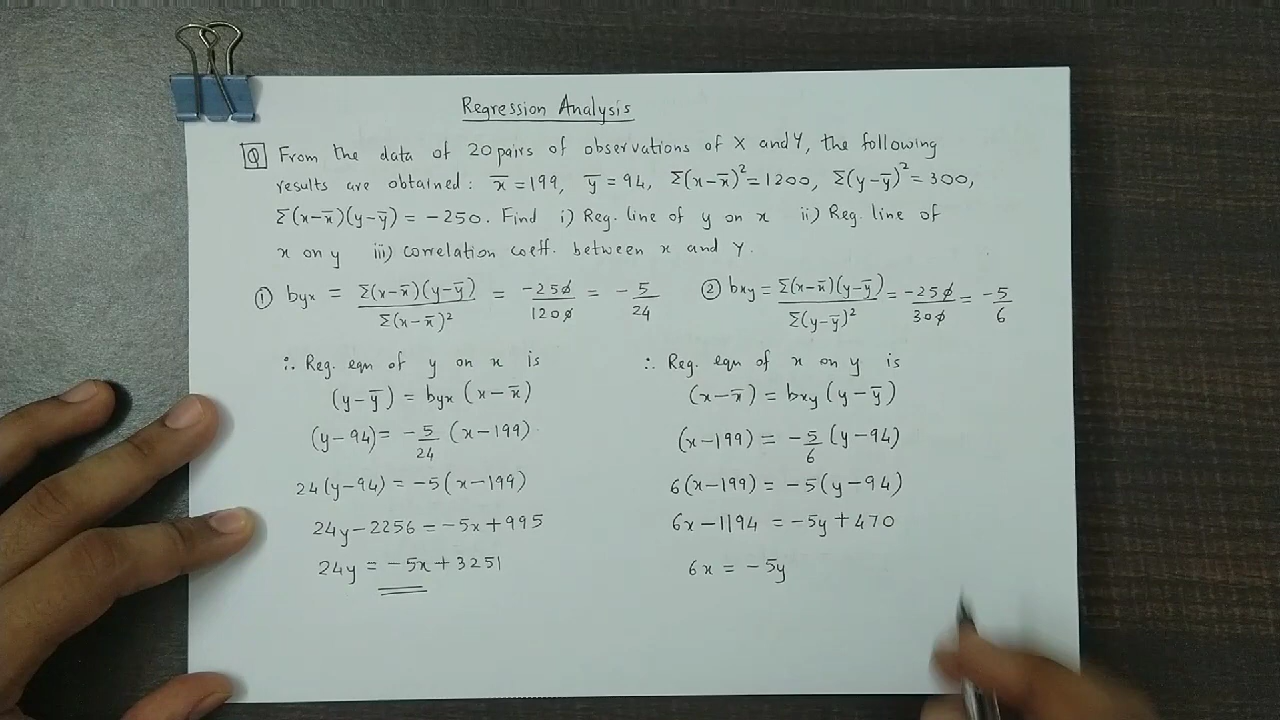 Regression Analysis
Q From the data of 20 pairs of observations of X and Y, the following
results are obtained: x̄ = 199, ȳ = 94, Σ(x-x̄)² = 1200, Σ(y-ȳ)² = 300,
Σ(x-x̄)(y-ȳ) = -250. Find i) Reg. line of y on x ii) Reg. line of
x on y iii) correlation coeff. between x and Y.
① byx = Σ(x-x̄)(y-ȳ) / Σ(x-x̄)² = -250 / 1200 = -5/24
∴ Reg. eqn of y on x is
(y-ȳ) = byx (x-x̄)
(y-94) = -5/24 (x-199)
24(y-94) = -5(x-199)
24y-2256 = -5x+995
24y = -5x+3251
② bxy = Σ(x-x̄)(y-ȳ) / Σ(y-ȳ)² = -250 / 300 = -5/6
∴ Reg. eqn of x on y is
(x-x̄) = bxy (y-ȳ)
(x-199) = -5/6 (y-94)
6(x-199) = -5(y-94)
6x-1194 = -5y+470
6x = -5y